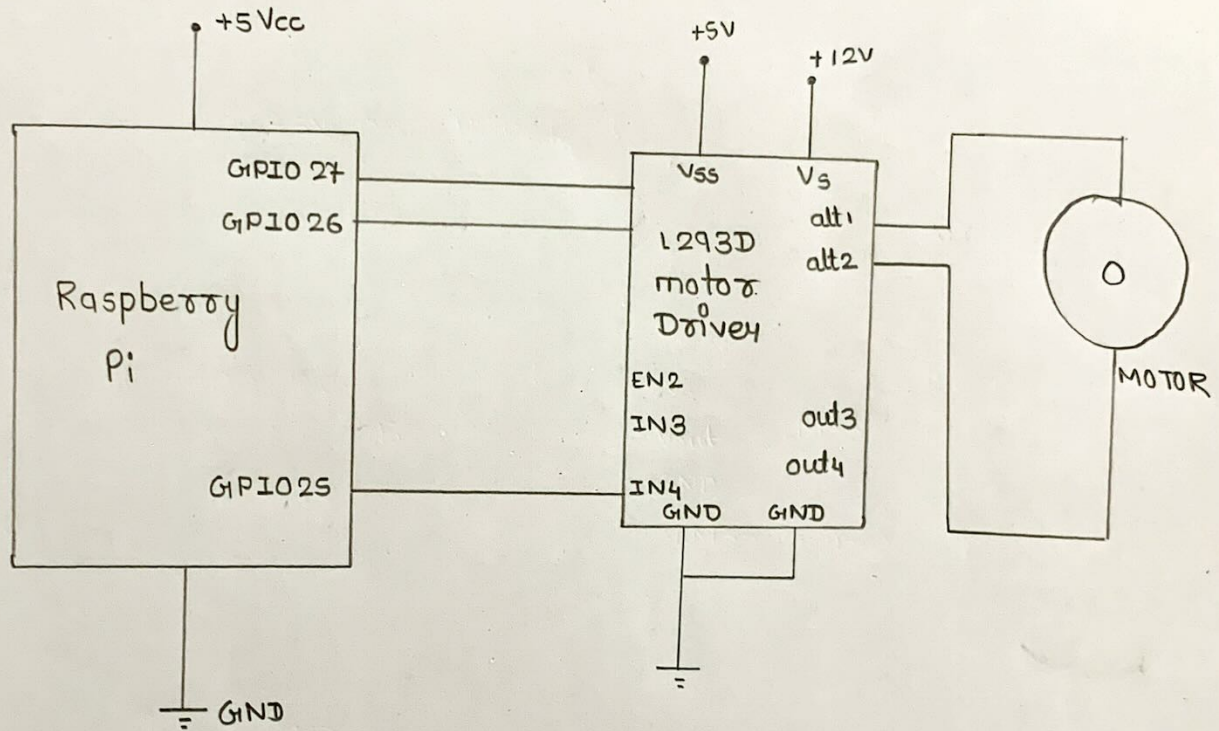 +5 Vcc
+5V
+12V
GPIO 27
GPIO 26
Raspberry
Pi
GPIO25
Vss
Vs
alt1
alt2
L293D
motor
Driver
EN2
IN3
IN4
out3
out4
GND
GND
MOTOR
GND